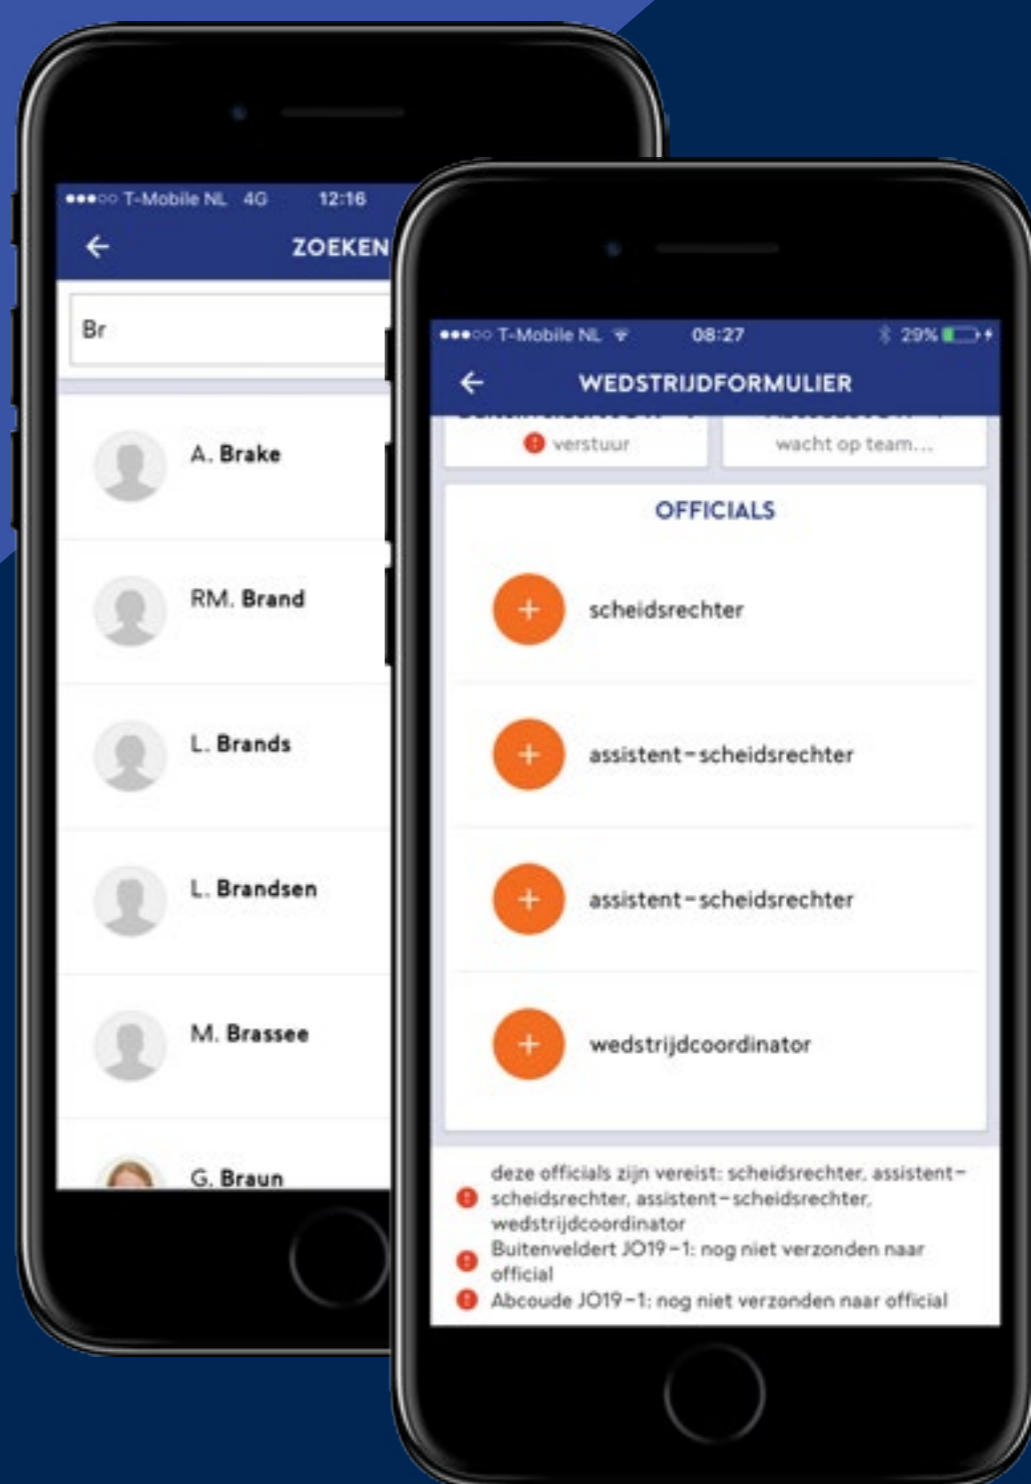 T-Mobile NL 4G 12:16
ZOEKEN
Br
A. Brake
RM. Brand
L. Brands
L. Brandsen
M. Brassee
G. Braun
T-Mobile NL 08:27 29%
WEDSTRIJDFORMULIER
verstuur
wacht op team...
OFFICIALS
scheidsrechter
assistent-scheidsrechter
assistent-scheidsrechter
wedstrijdcoordinator
deze officials zijn vereist: scheidsrechter, assistent-
scheidsrechter, assistent-scheidsrechter,
wedstrijdcoordinator
Buitenveldert JO19-1: nog niet verzonden naar
official
Abcoude JO19-1: nog niet verzonden naar official